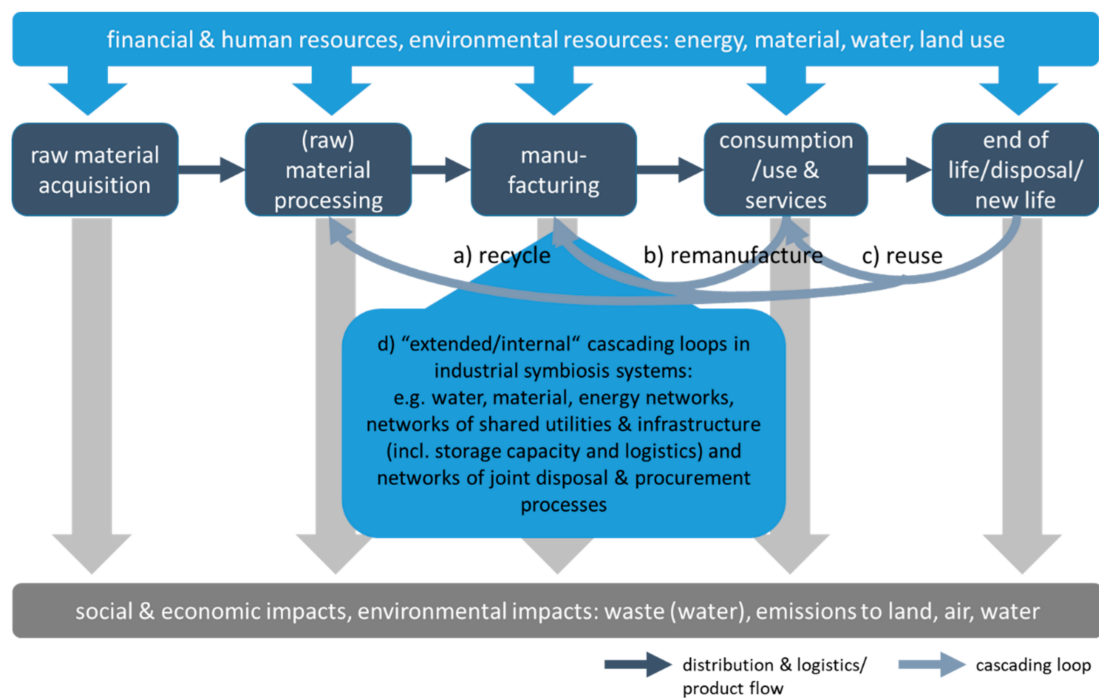 financial & human resources, environmental resources: energy, material, water, land use
raw material
acquisition
(raw)
material
processing
manu-
facturing
consumption
/use &
services
end of
life/disposal/
new life
a) recycle
b) remanufacture
c) reuse
d) “extended/internal“ cascading loops in
industrial symbiosis systems:
e.g. water, material, energy networks,
networks of shared utilities & infrastructure
(incl. storage capacity and logistics) and
networks of joint disposal & procurement
processes
social & economic impacts, environmental impacts: waste (water), emissions to land, air, water
distribution & logistics/
product flow
cascading loop